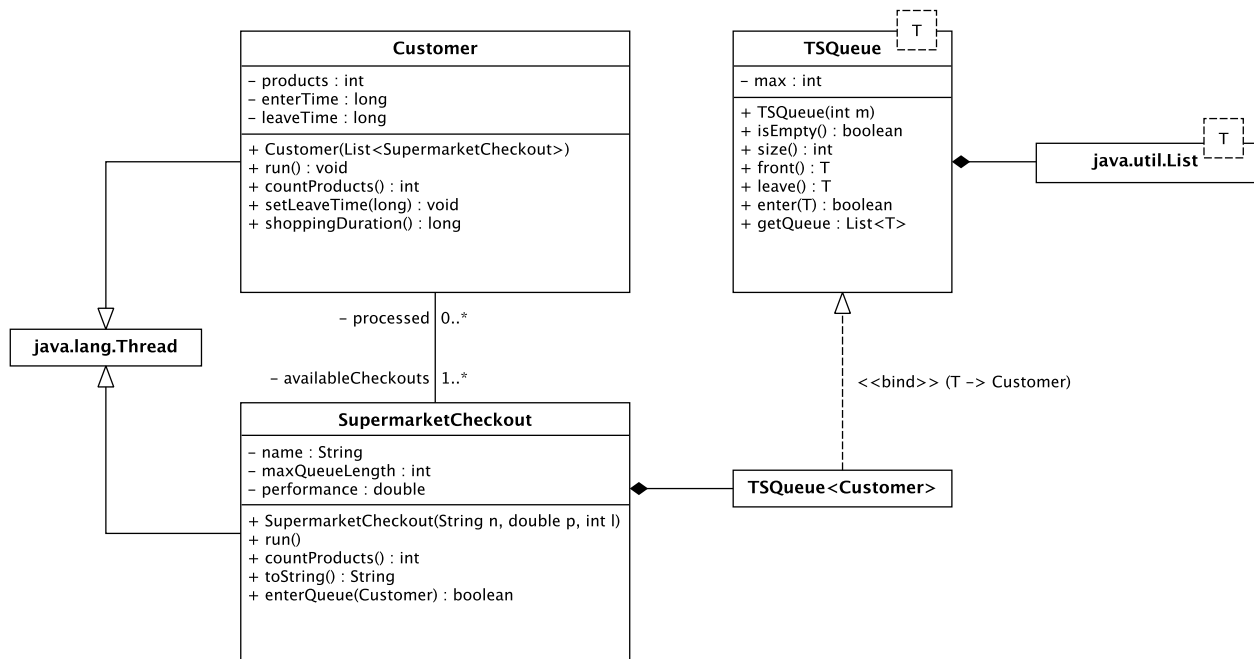 Customer
– products : int
– enterTime : long
– leaveTime : long
+ Customer(List<SupermarketCheckout>)
+ run() : void
+ countProducts() : int
+ setLeaveTime(long) : void
+ shoppingDuration() : long
T
TSQueue
– max : int
+ TSQueue(int m)
+ isEmpty() : boolean
+ size() : int
+ front() : T
+ leave() : T
+ enter(T) : boolean
+ getQueue : List<T>
T
java.util.List
– processed 0..*
java.lang.Thread
– availableCheckouts 1..*
<<bind>> (T –> Customer)
SupermarketCheckout
– name : String
– maxQueueLength : int
– performance : double
+ SupermarketCheckout(String n, double p, int l)
+ run()
+ countProducts() : int
+ toString() : String
+ enterQueue(Customer) : boolean
TSQueue<Customer>